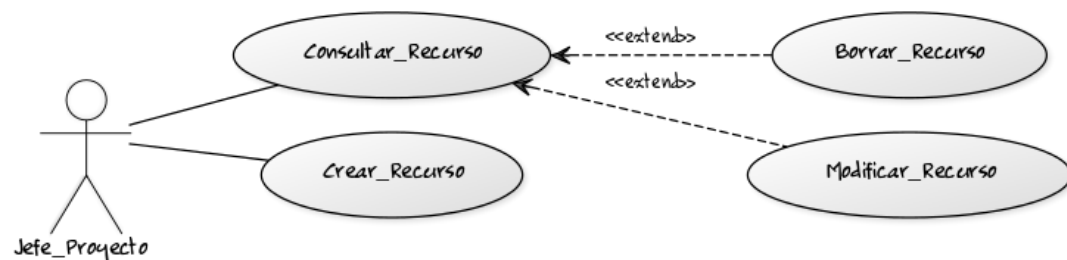 Consultar_Recurso
<<extend>>
Borrar_Recurso
<<extend>>
Crear_Recurso
Modificar_Recurso
Jefe_Proyecto